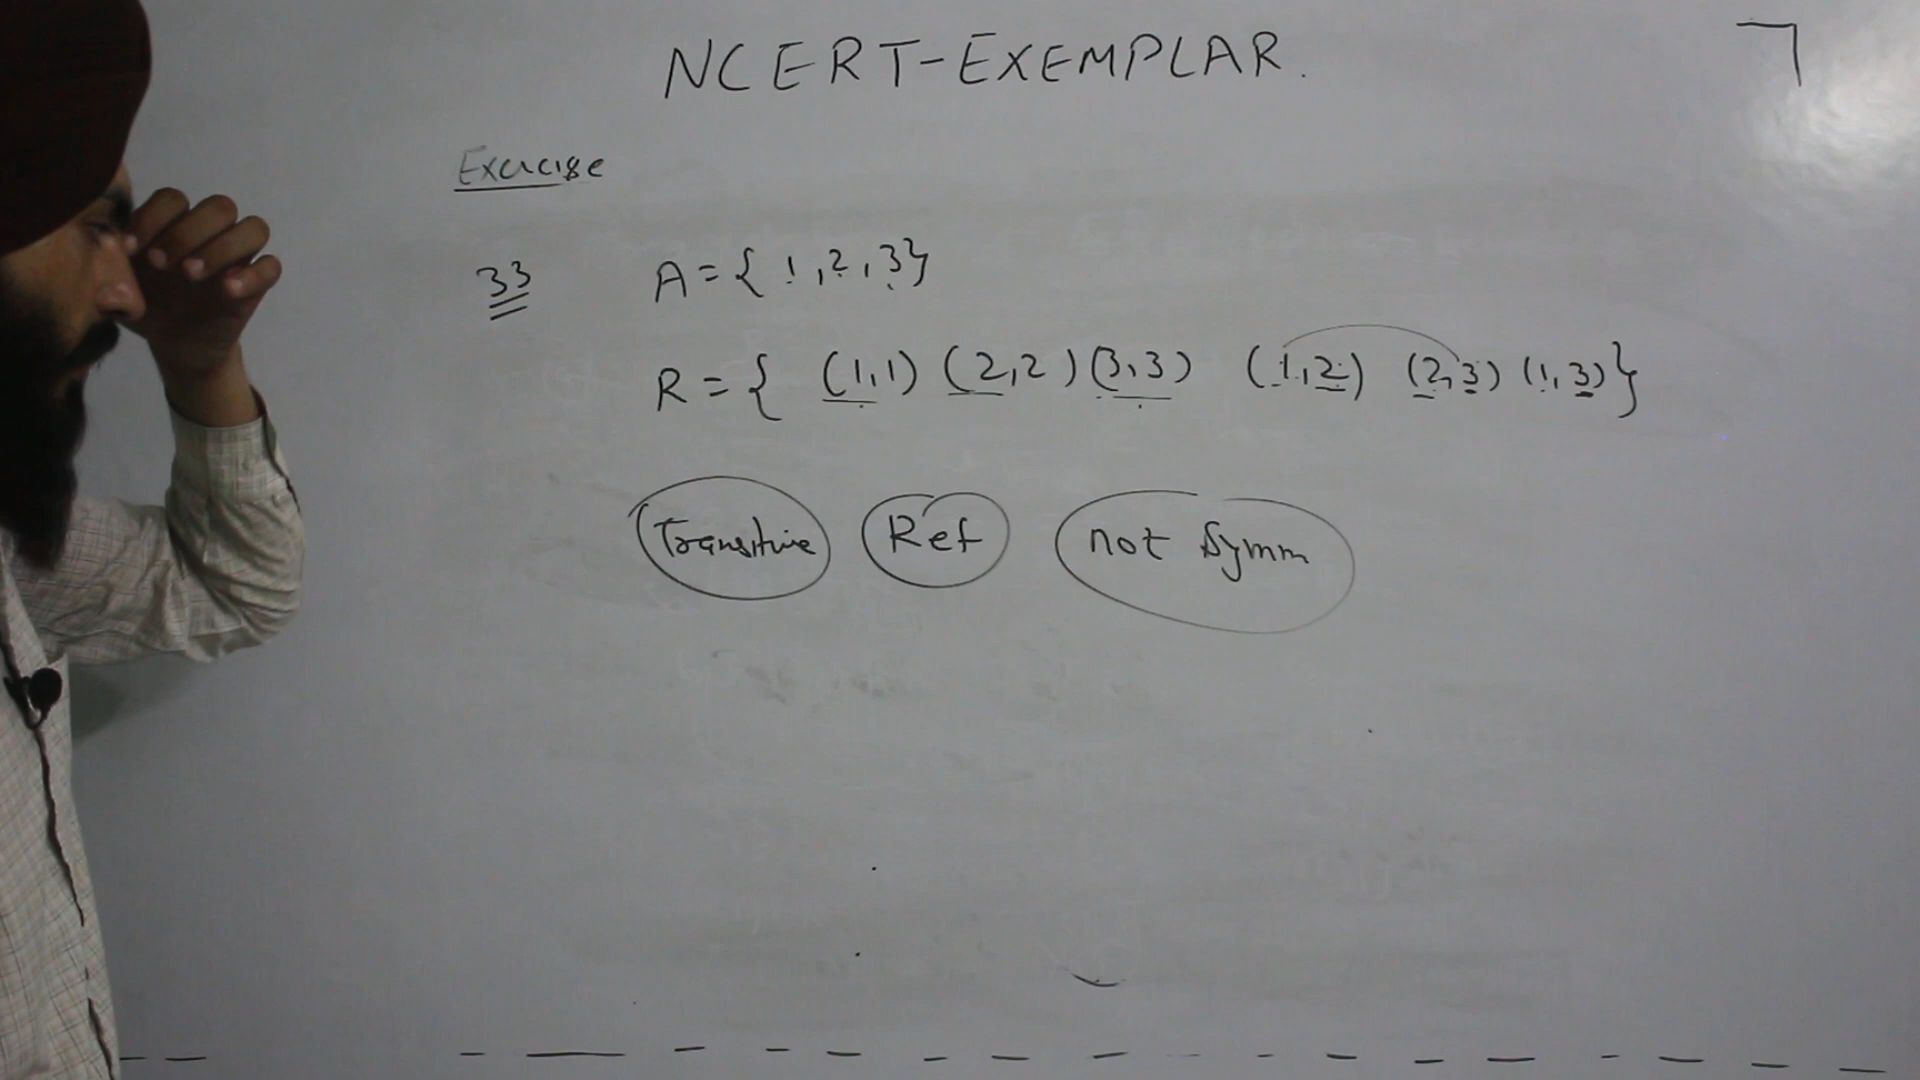 NCERT-EXEMPLAR.
Exercise
33 A = { 1, 2, 3}
R = { (1,1) (2,2) (3,3) (1,2) (2,3) (1,3)}
Transitive Ref not Symm